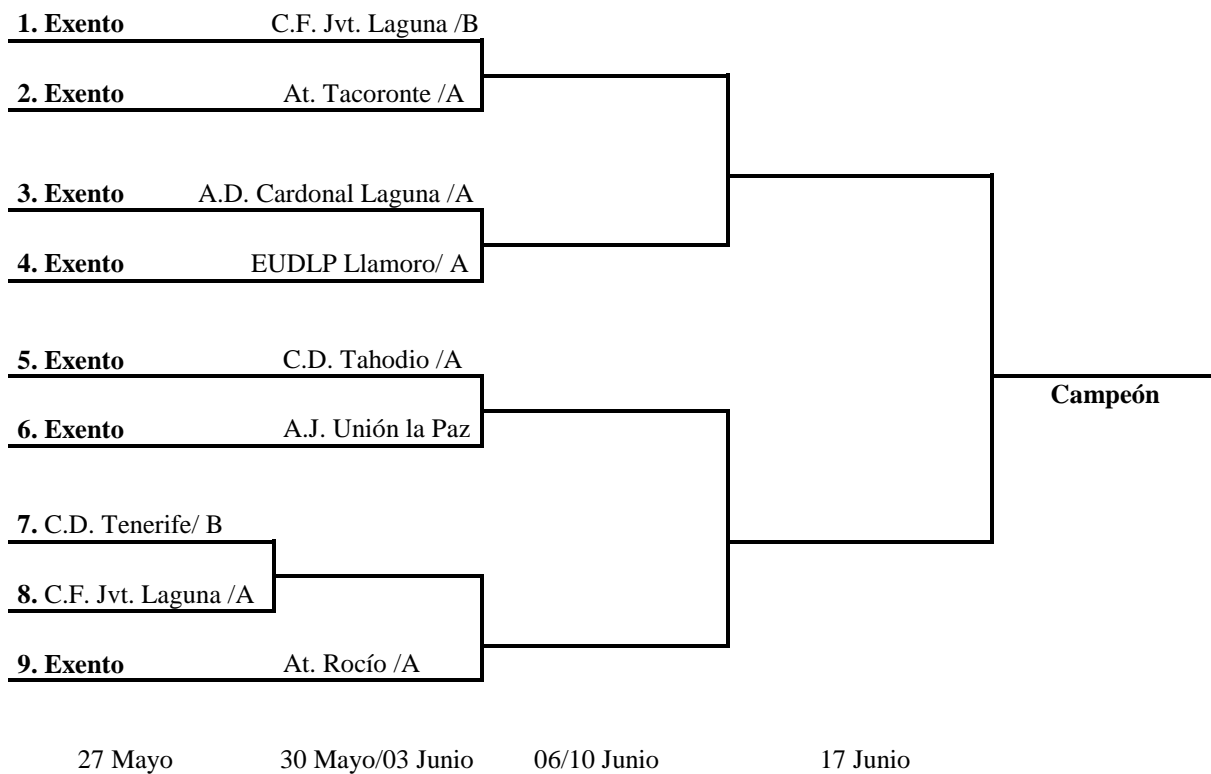 1. Exento C.F. Jvt. Laguna /B
2. Exento At. Tacoronte /A
3. Exento A.D. Cardonal Laguna /A
4. Exento EUDLP Llamoro/ A
5. Exento C.D. Tahodio /A
Campeón
6. Exento A.J. Unión la Paz
7. C.D. Tenerife/ B
8. C.F. Jvt. Laguna /A
9. Exento At. Rocío /A
27 Mayo 30 Mayo/03 Junio 06/10 Junio 17 Junio